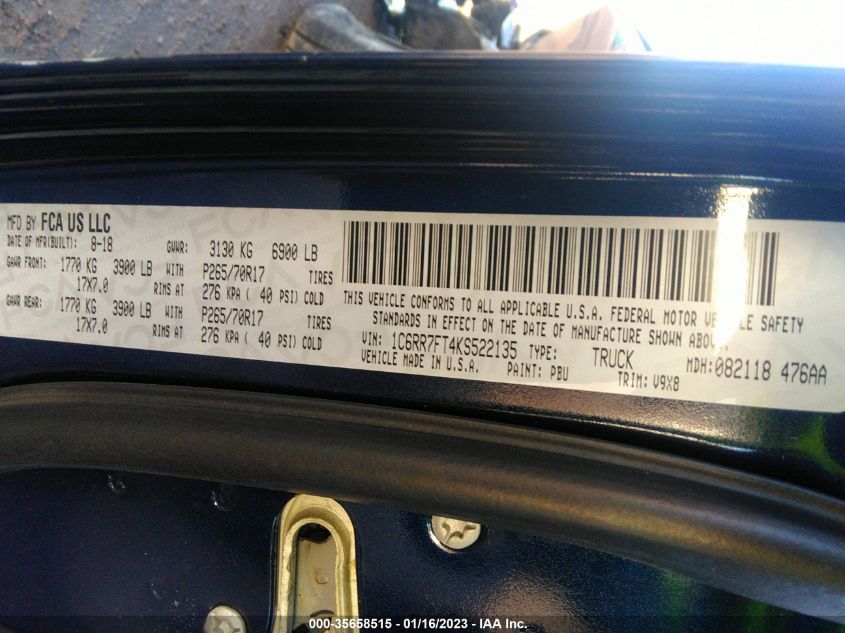 MFD BY FCA US LLC
DATE OF MFR(BUILT): 8-18 GVWR: 3130 KG 6900 LB
GAWR FRONT: 1770 KG 3900 LB WITH P265/70R17 TIRES
17X7.0 RIMS AT 276 KPA ( 40 PSI) COLD
GAWR REAR: 1770 KG 3900 LB WITH P265/70R17 TIRES
17X7.0 RIMS AT 276 KPA ( 40 PSI) COLD
THIS VEHICLE CONFORMS TO ALL APPLICABLE U.S.A. FEDERAL MOTOR VEHICLE SAFETY
STANDARDS IN EFFECT ON THE DATE OF MANUFACTURE SHOWN ABOVE.
VIN: 1C6RR7FT4KS522135 TYPE: TRUCK MDH:082118 476AA
VEHICLE MADE IN U.S.A. PAINT: PBU TRIM: V9X8
000-35658515 - 01/16/2023 - IAA Inc.